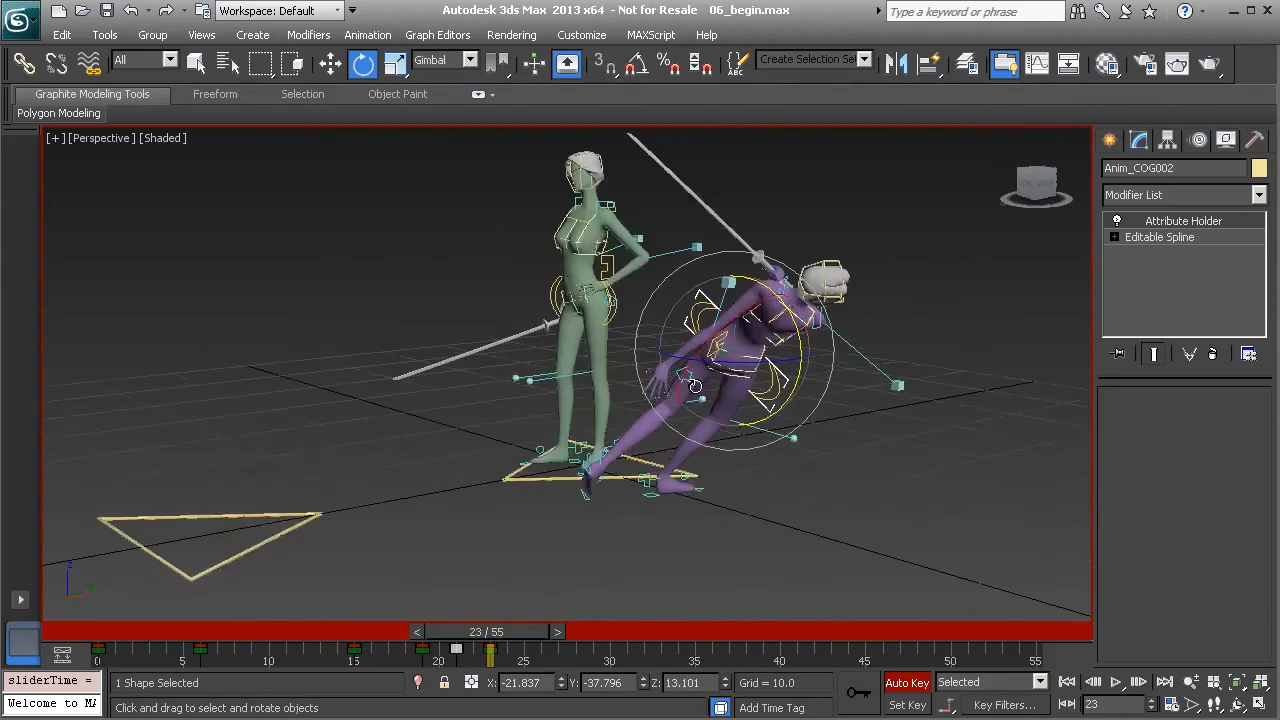 Workspace: Default
Autodesk 3ds Max 2013 x64 - Not for Resale 06_begin.max
Type a keyword or phrase
Edit Tools Group Views Create Modifiers Animation Graph Editors Rendering Customize MAXScript Help
All Gimbal Create Selection Se
Graphite Modeling Tools Freeform Selection Object Paint
Polygon Modeling
[+] [Perspective] [Shaded]
Anim_COG002
Modifier List
Attribute Holder
Editable Spline
23 / 55
0 5 10 15 20 25 30 35 40 45 50 55
sliderTime = 1 Shape Selected X: -21.837 Y: -37.796 Z: 13.101 Grid = 10.0 Auto Key Selected
Welcome to MA Click and drag to select and rotate objects Add Time Tag Set Key Key Filters... 23